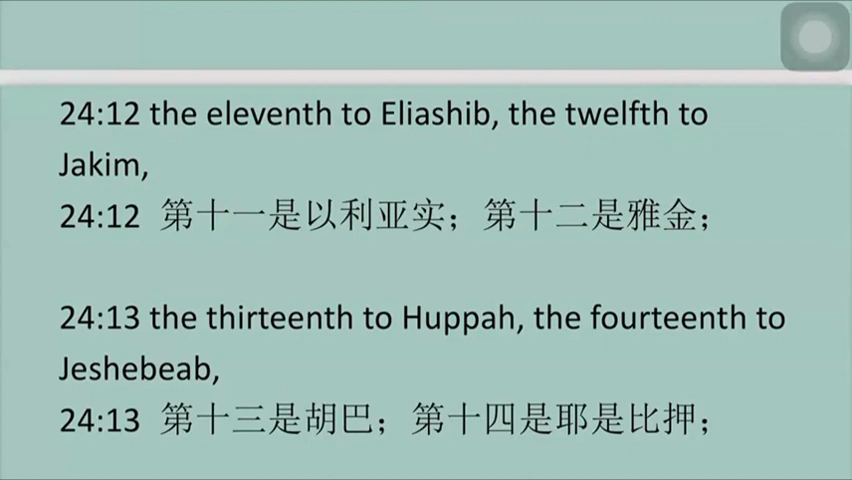 24:12 the eleventh to Eliashib, the twelfth to
Jakim,
24:12 第十一是以利亚实；第十二是雅金；
24:13 the thirteenth to Huppah, the fourteenth to
Jeshebeab,
24:13 第十三是胡巴；第十四是耶是比押；